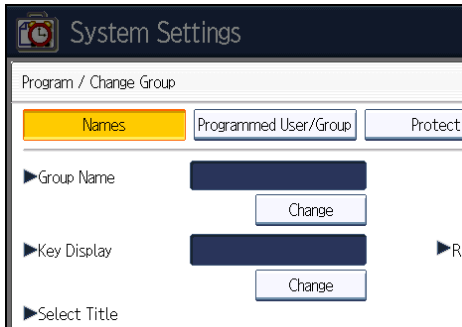 System Settings
Program / Change Group
Names Programmed User/Group Protect
▶Group Name
Change
▶Key Display ▶R
Change
▶Select Title